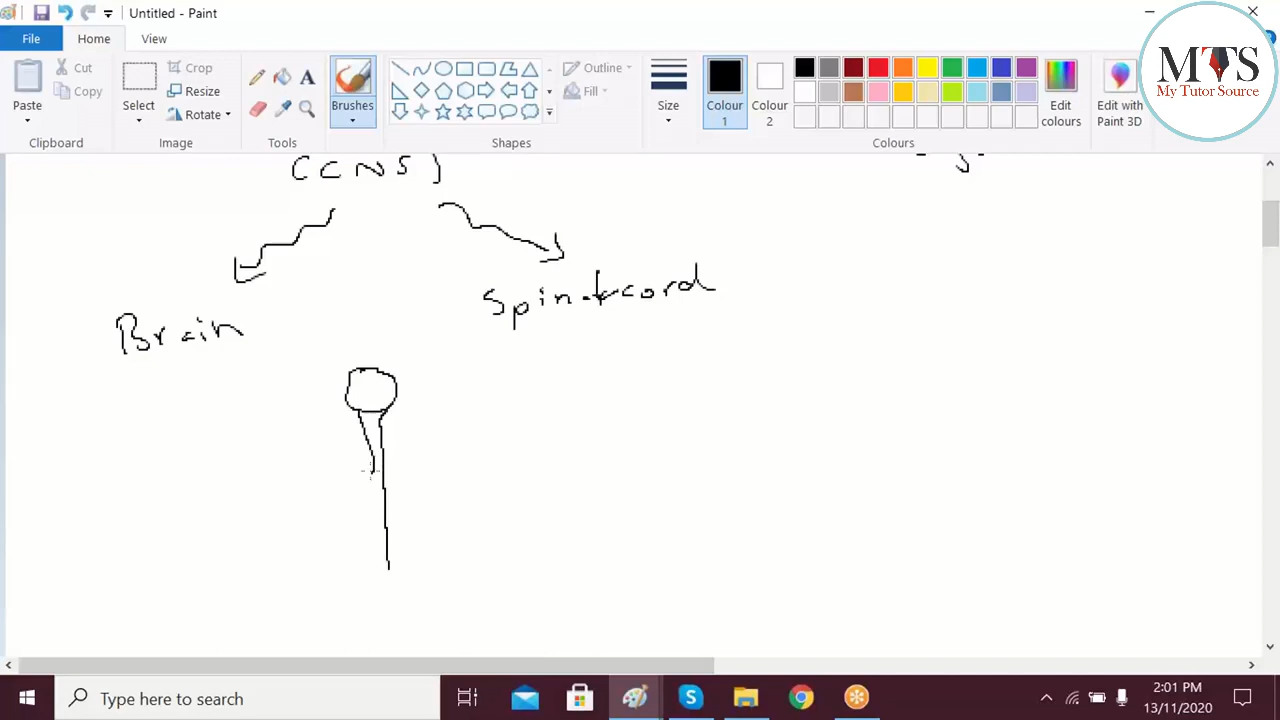 Untitled - Paint
File
Home
View
Paste
Cut
Copy
Clipboard
Select
Crop
Resize
Rotate
Image
Tools
Brushes
Shapes
Outline
Fill
Size
Colour 1
Colour 2
Edit colours
Edit with Paint 3D
Colours
MTS
My Tutor Source
(CNS)
Brain
Spinal cord
Type here to search
2:01 PM
13/11/2020